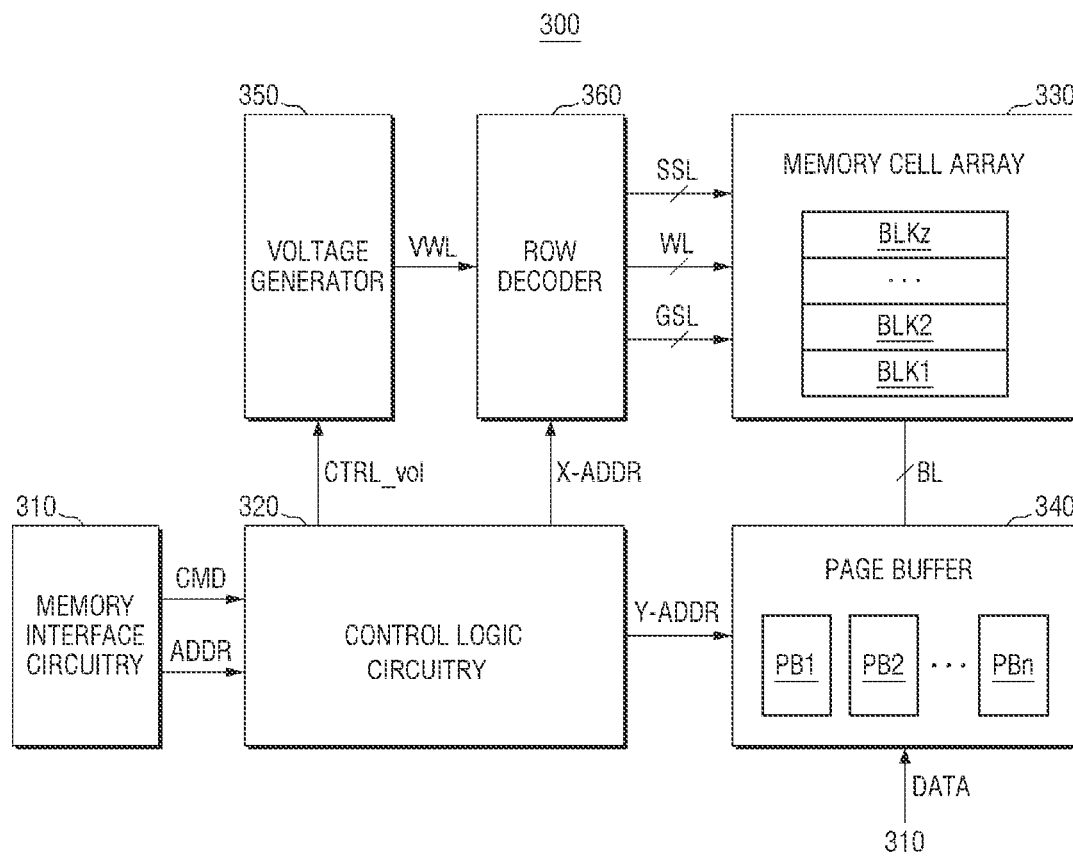 300
350
360
330
VOLTAGE
GENERATOR
VWL
ROW
DECODER
SSL
WL
GSL
MEMORY CELL ARRAY
BLKz
...
BLK2
BLK1
CTRL_vol
X-ADDR
BL
310
320
340
MEMORY
INTERFACE
CIRCUITRY
CMD
ADDR
CONTROL LOGIC
CIRCUITRY
Y-ADDR
PAGE BUFFER
PB1 PB2 ... PBn
DATA
310